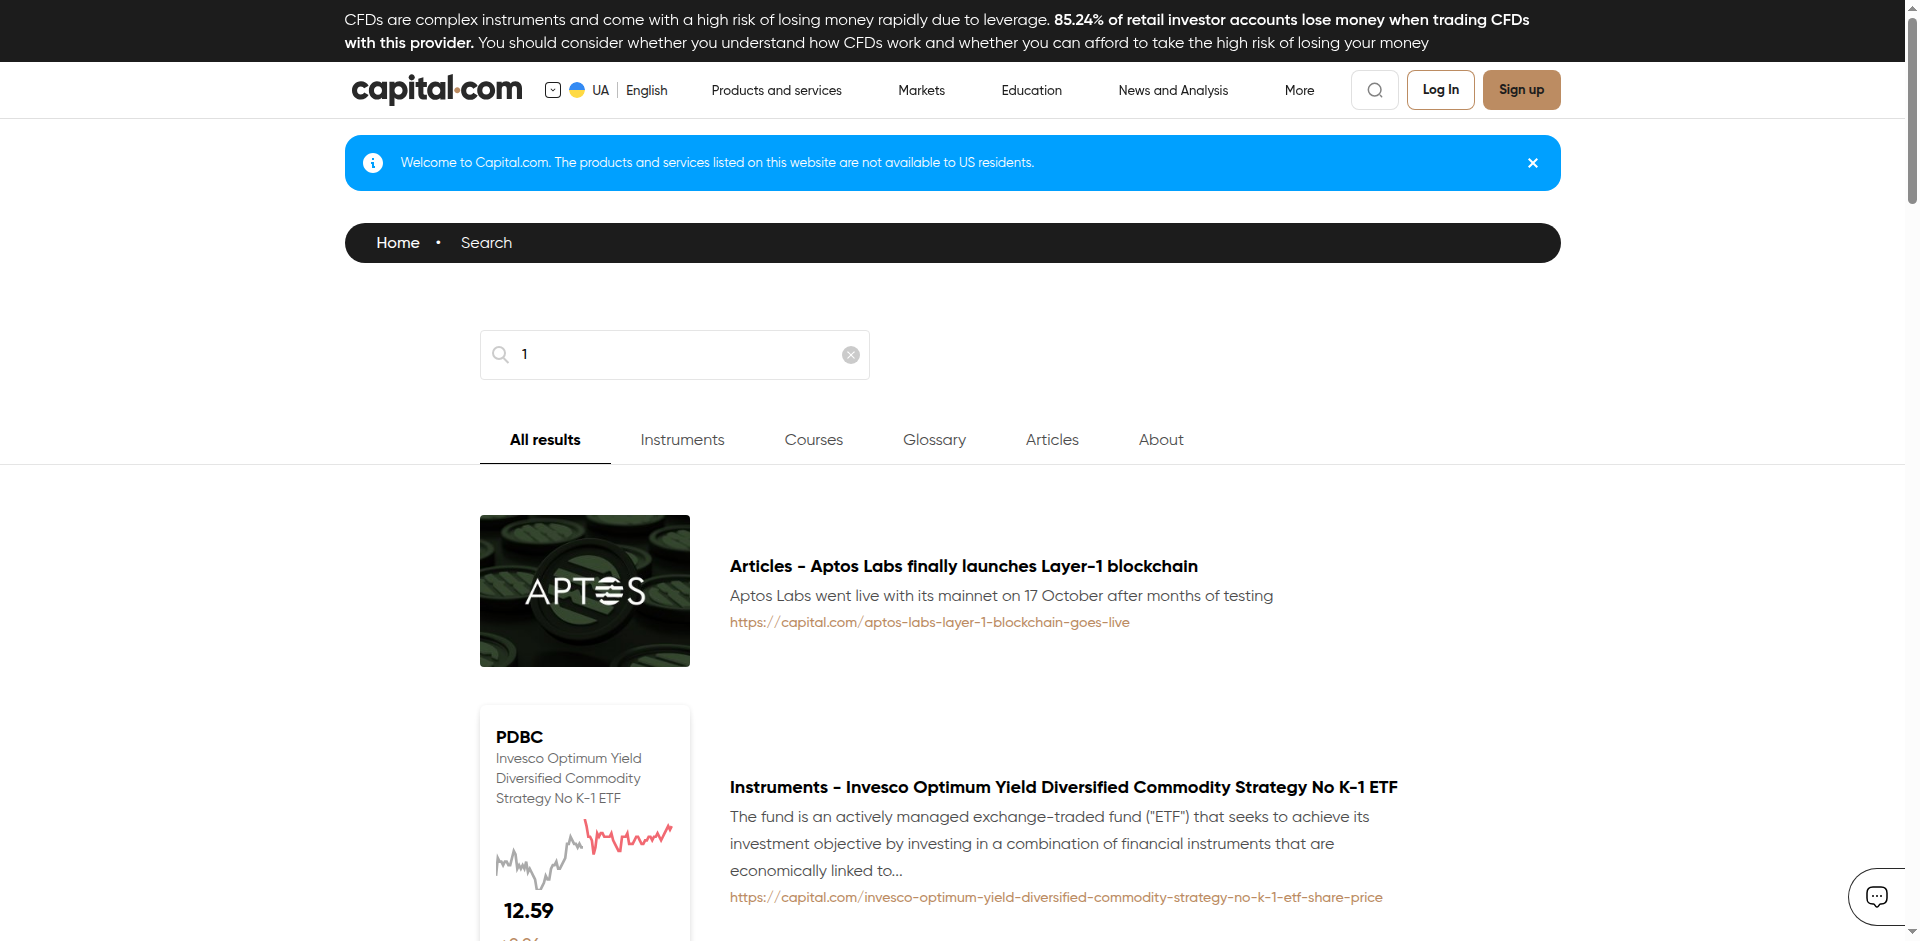 CFDs are complex instruments and come with a high risk of losing money rapidly due to leverage. 85.24% of retail investor accounts lose money when trading CFDs
with this provider. You should consider whether you understand how CFDs work and whether you can afford to take the high risk of losing your money
capital.com
UA
English
Products and services
Markets
Education
News and Analysis
More
Log In
Sign up
Welcome to Capital.com. The products and services listed on this website are not available to US residents.
Home • Search
1
All results
Instruments
Courses
Glossary
Articles
About
APTOS
Articles - Aptos Labs finally launches Layer-1 blockchain
Aptos Labs went live with its mainnet on 17 October after months of testing
https://capital.com/aptos-labs-layer-1-blockchain-goes-live
PDBC
Invesco Optimum Yield
Diversified Commodity
Strategy No K-1 ETF
12.59
Instruments - Invesco Optimum Yield Diversified Commodity Strategy No K-1 ETF
The fund is an actively managed exchange-traded fund ("ETF") that seeks to achieve its
investment objective by investing in a combination of financial instruments that are
economically linked to...
https://capital.com/invesco-optimum-yield-diversified-commodity-strategy-no-k-1-etf-share-price